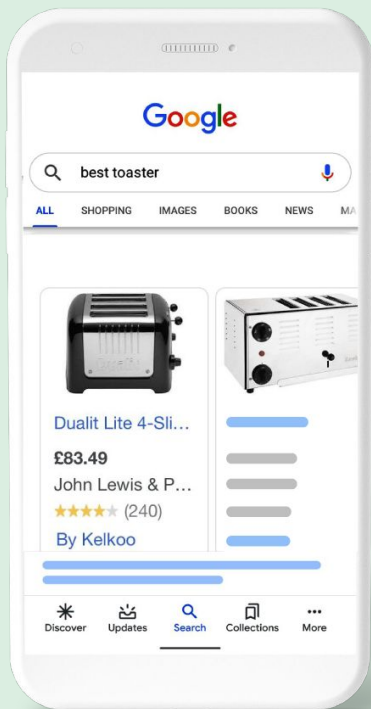 Google
best toaster
ALL SHOPPING IMAGES BOOKS NEWS MA
Dualit Lite 4-Sli...
£83.49
John Lewis & P...
(240)
By Kelkoo
Discover Updates Search Collections More